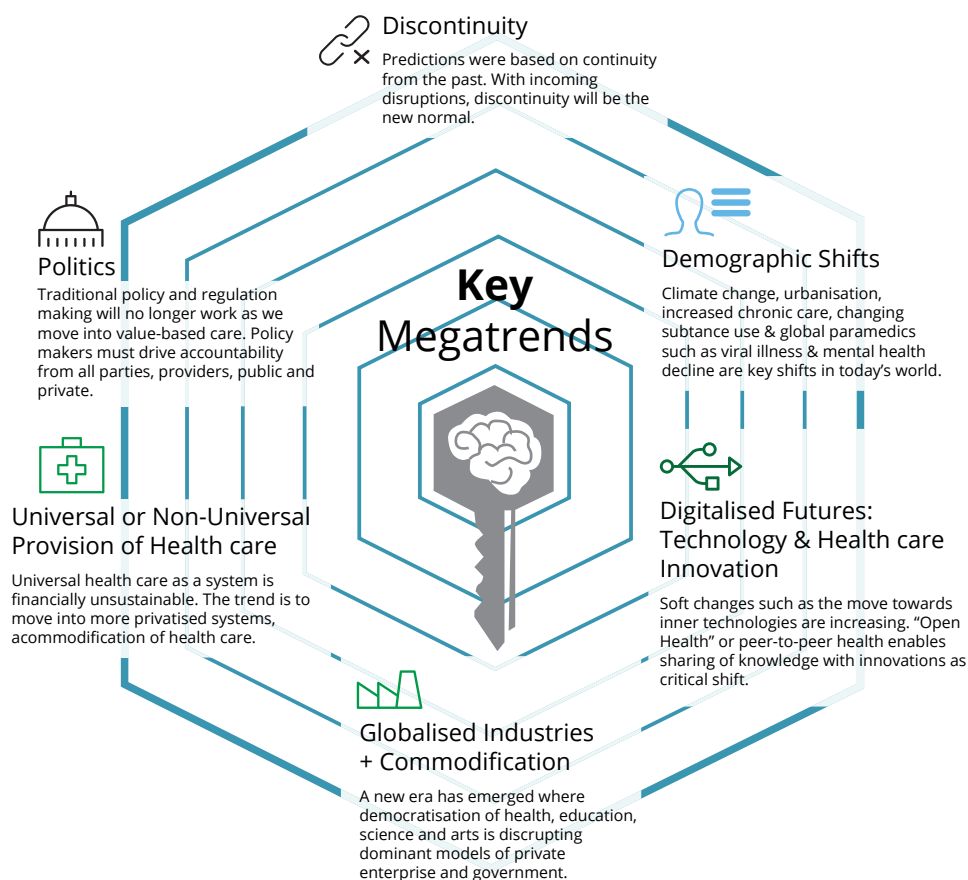 Discontinuity
Predictions were based on continuity
from the past. With incoming
disruptions, discontinuity will be the
new normal.
Politics
Traditional policy and regulation
making will no longer work as we
move into value-based care. Policy
makers must drive accountability
from all parties, providers, public and
private.
Key
Megatrends
Demographic Shifts
Climate change, urbanisation,
increased chronic care, changing
subtance use & global paramedics
such as viral illness & mental health
decline are key shifts in today’s world.
Universal or Non-Universal
Provision of Health care
Universal health care as a system is
financially unsustainable. The trend is to
move into more privatised systems,
acommodification of health care.
Digitalised Futures:
Technology & Health care
Innovation
Soft changes such as the move towards
inner technologies are increasing. “Open
Health” or peer-to-peer health enables
sharing of knowledge with innovations as
critical shift.
Globalised Industries
+ Commodification
A new era has emerged where
democratisation of health, education,
science and arts is discrupting
dominant models of private
enterprise and government.